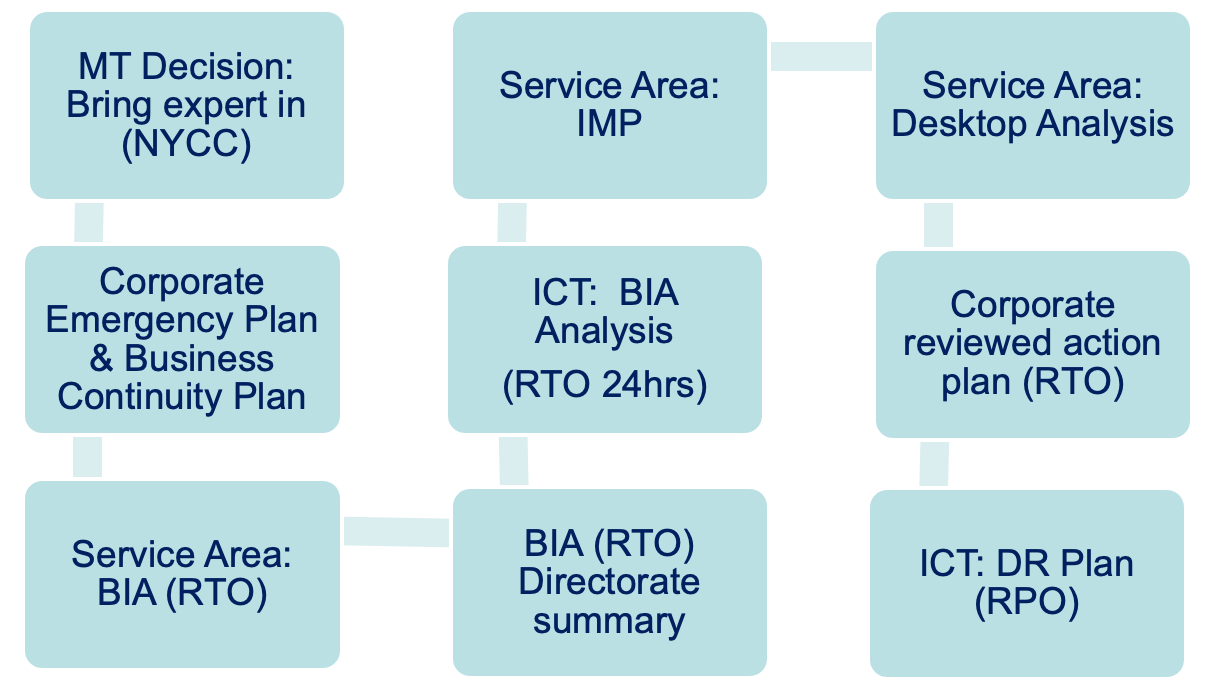 MT Decision:
Bring expert in
(NYCC)
Corporate
Emergency Plan
& Business
Continuity Plan
Service Area:
BIA (RTO)
BIA (RTO)
Directorate
summary
ICT:  BIA
Analysis
(RTO 24hrs)
Service Area:
IMP
Service Area:
Desktop Analysis
Corporate
reviewed action
plan (RTO)
ICT: DR Plan
(RPO)